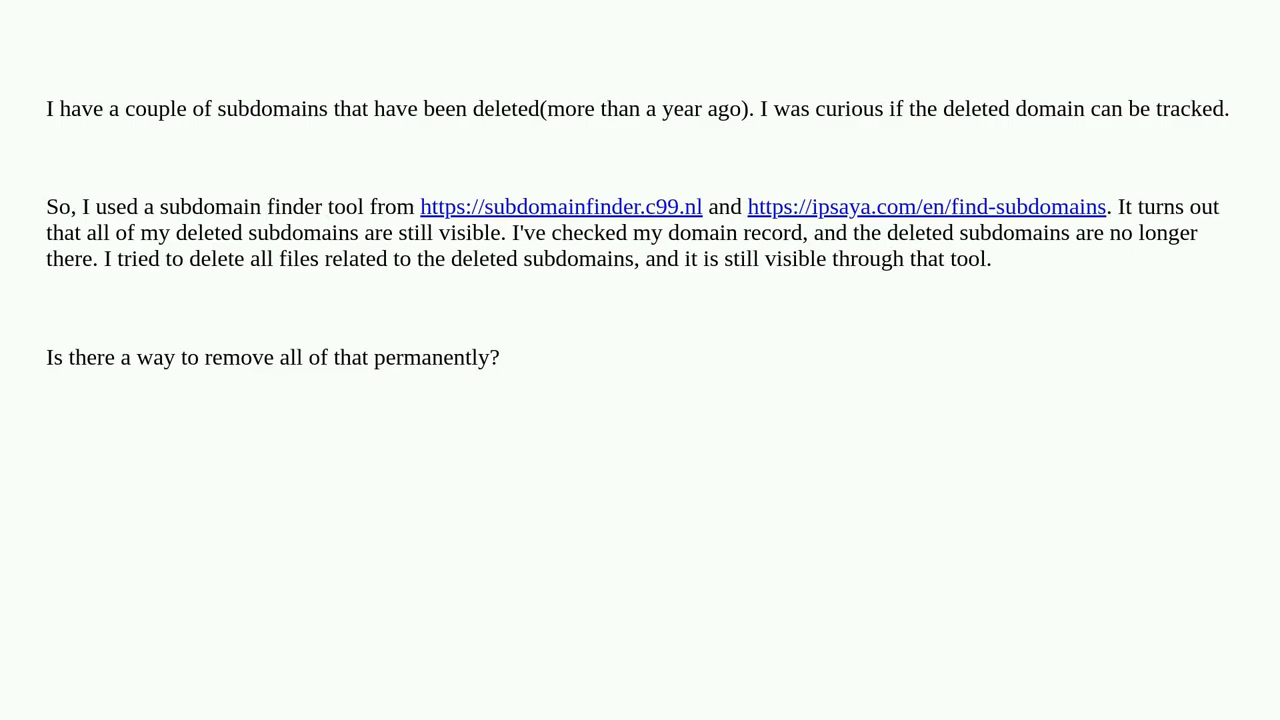 I have a couple of subdomains that have been deleted(more than a year ago). I was curious if the deleted domain can be tracked.
So, I used a subdomain finder tool from https://subdomainfinder.c99.nl and https://ipsaya.com/en/find-subdomains. It turns out
that all of my deleted subdomains are still visible. I've checked my domain record, and the deleted subdomains are no longer
there. I tried to delete all files related to the deleted subdomains, and it is still visible through that tool.
Is there a way to remove all of that permanently?